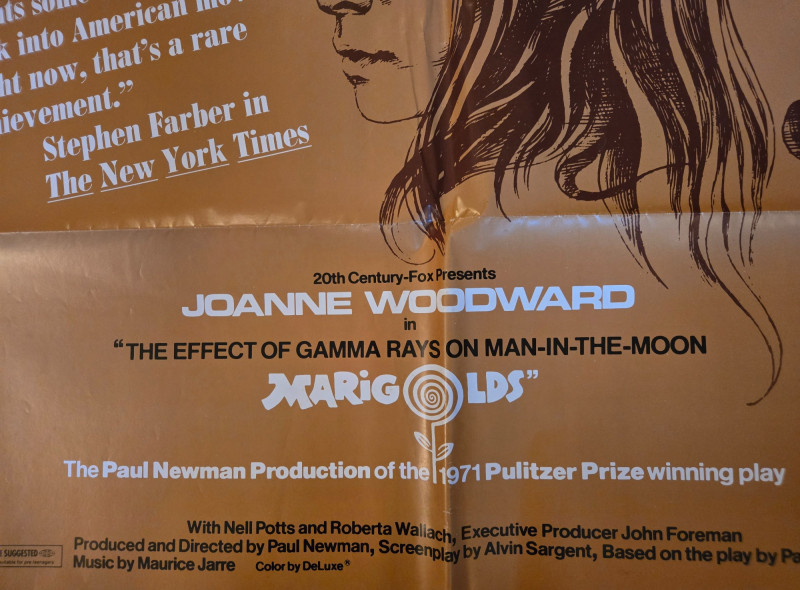 some
k into American
ht now, that's a rare
ievement."
Stephen Farber in
The New York Times
20th Century-Fox Presents
JOANNE WOODWARD
in
"THE EFFECT OF GAMMA RAYS ON MAN-IN-THE-MOON
MARiGOLDS"
The Paul Newman Production of the 1971 Pulitzer Prize winning play
With Nell Potts and Roberta Wallach, Executive Producer John Foreman
Produced and Directed by Paul Newman, Screenplay by Alvin Sargent, Based on the play by Pa
Music by Maurice Jarre Color by DeLuxe®
SUGGESTED